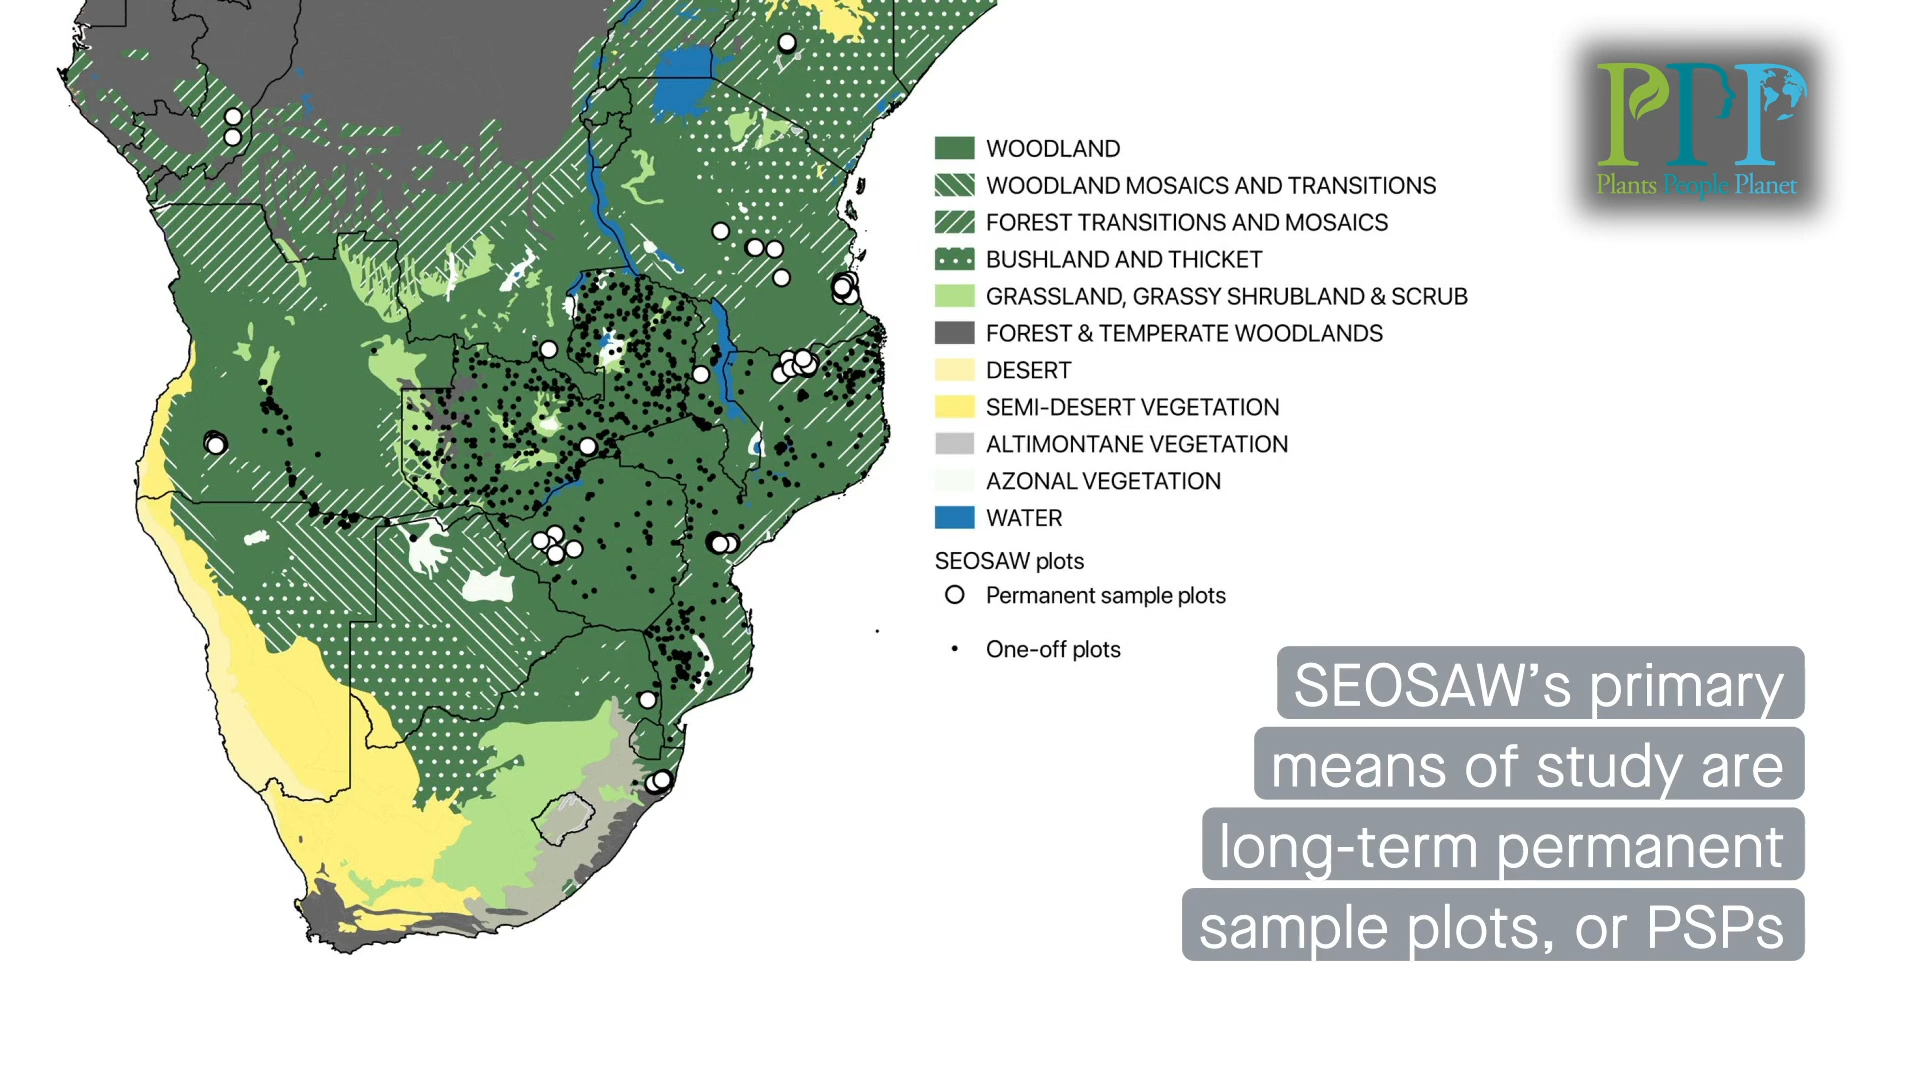 PPP
Plants People Planet
WOODLAND
WOODLAND MOSAICS AND TRANSITIONS
FOREST TRANSITIONS AND MOSAICS
BUSHLAND AND THICKET
GRASSLAND, GRASSY SHRUBLAND & SCRUB
FOREST & TEMPERATE WOODLANDS
DESERT
SEMI-DESERT VEGETATION
ALTIMONTANE VEGETATION
AZONAL VEGETATION
WATER
SEOSAW plots
Permanent sample plots
One-off plots
SEOSAW’s primary
means of study are
long-term permanent
sample plots, or PSPs